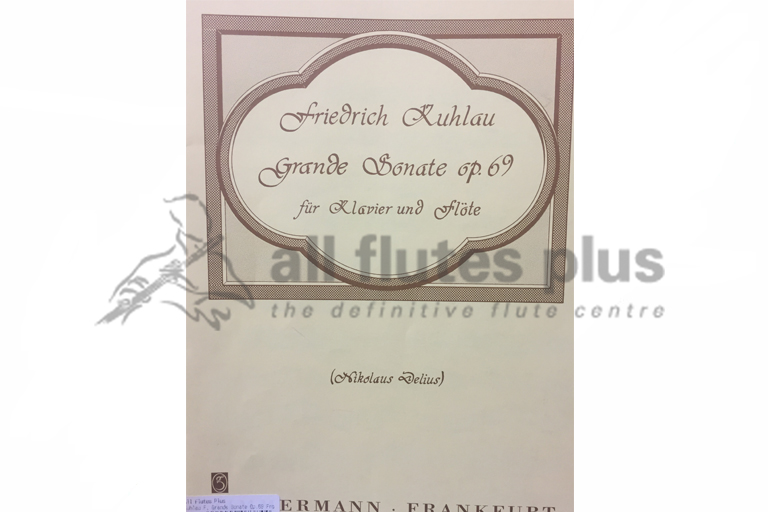 Friedrich Kuhlau
Grande Sonate op. 69
für Klavier und Flöte
all flutes plus
the definitive flute centre
(Nikolaus Delius)
ERMANN · FRANKFURT